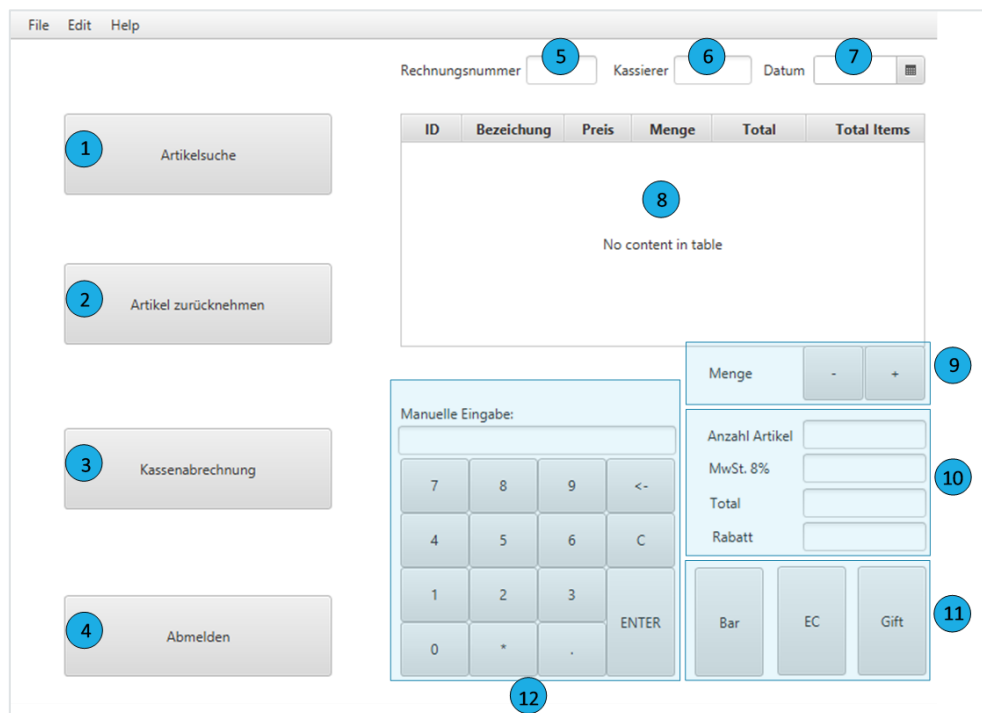 File Edit Help
Rechnungsnummer 5 Kassierer 6 Datum 7
ID Bezeichung Preis Menge Total Total Items
1 Artikelsuche
8
No content in table
2 Artikel zurücknehmen
Menge - + 9
Manuelle Eingabe:
Anzahl Artikel
MwSt. 8%
10
Total
Rabatt
3 Kassenabrechnung
7 8 9 <-
4 5 6 C
1 2 3
ENTER
0 * .
12
Bar EC Gift 11
4 Abmelden